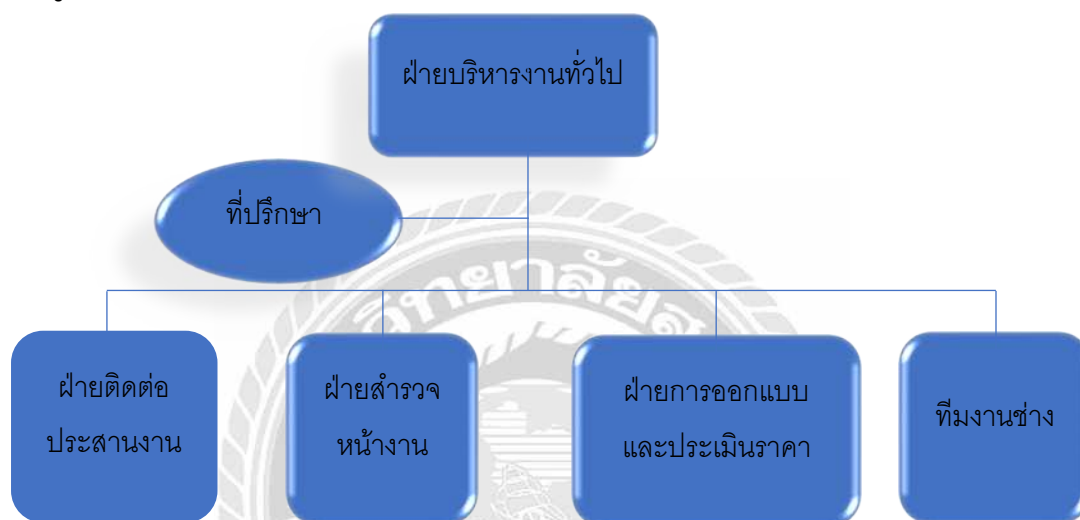 ฝ่ายบริหารงานทั่วไป
ที่ปรึกษา
ฝ่ายติดต่อ
ประสานงาน
ฝ่ายสำรวจ
หน้างาน
ฝ่ายการออกแบบ
และประเมินราคา
ทีมงานช่าง